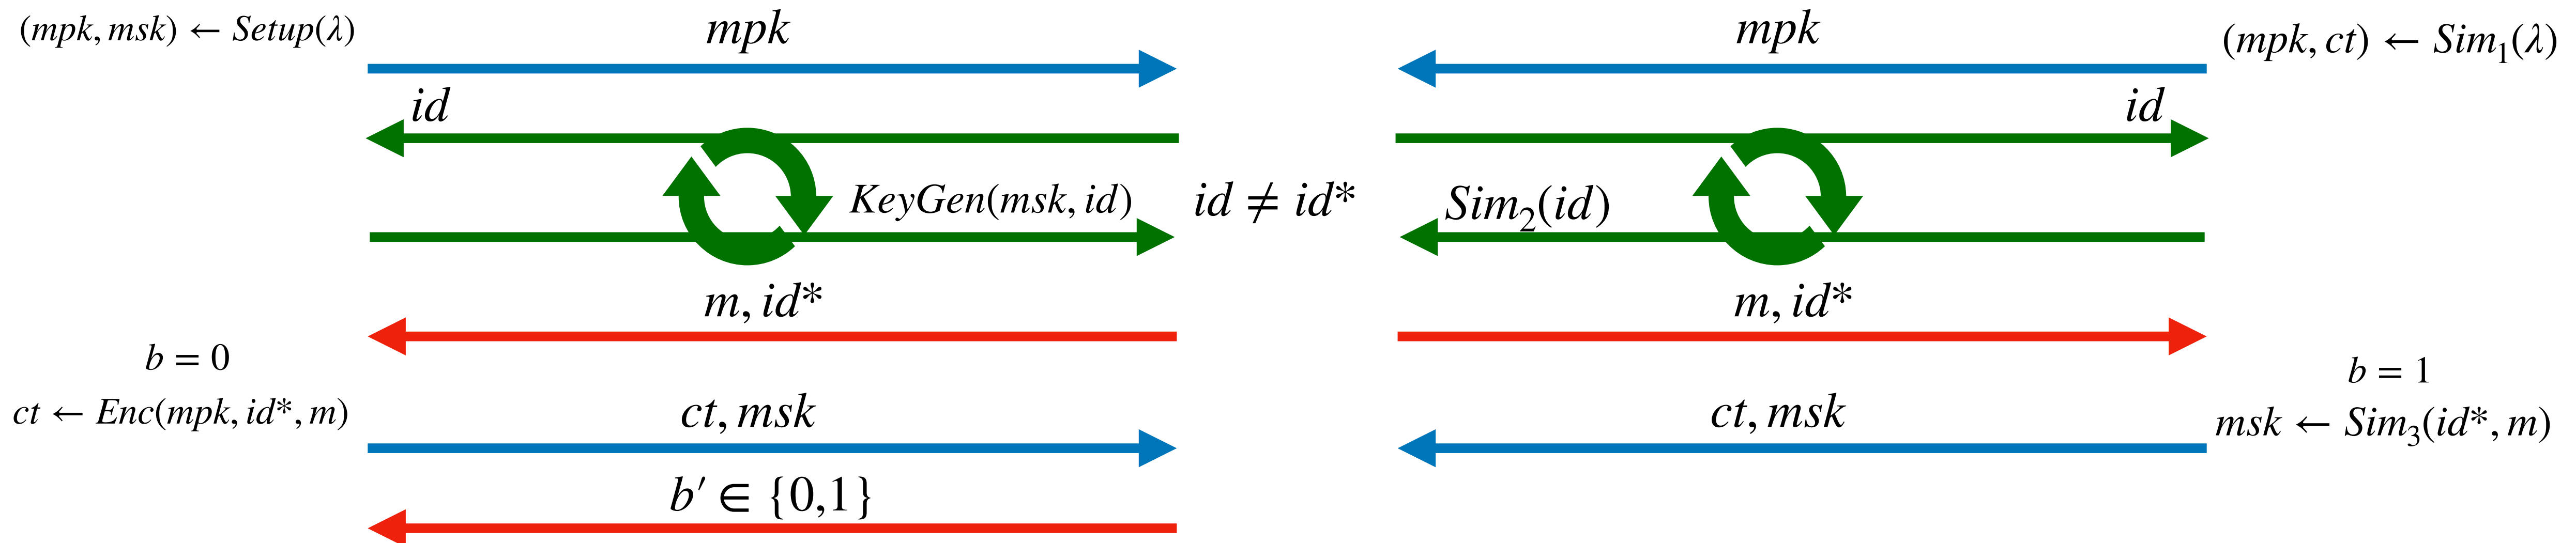 (mpk, msk) ← Setup(λ)
mpk
id
KeyGen(msk, id)
m, id*
b = 0
ct ← Enc(mpk, id*, m)
ct, msk
b′ ∈ {0,1}
id ≠ id*
mpk
(mpk, ct) ← Sim₁(λ)
id
Sim₂(id)
m, id*
b = 1
ct, msk
msk ← Sim₃(id*, m)